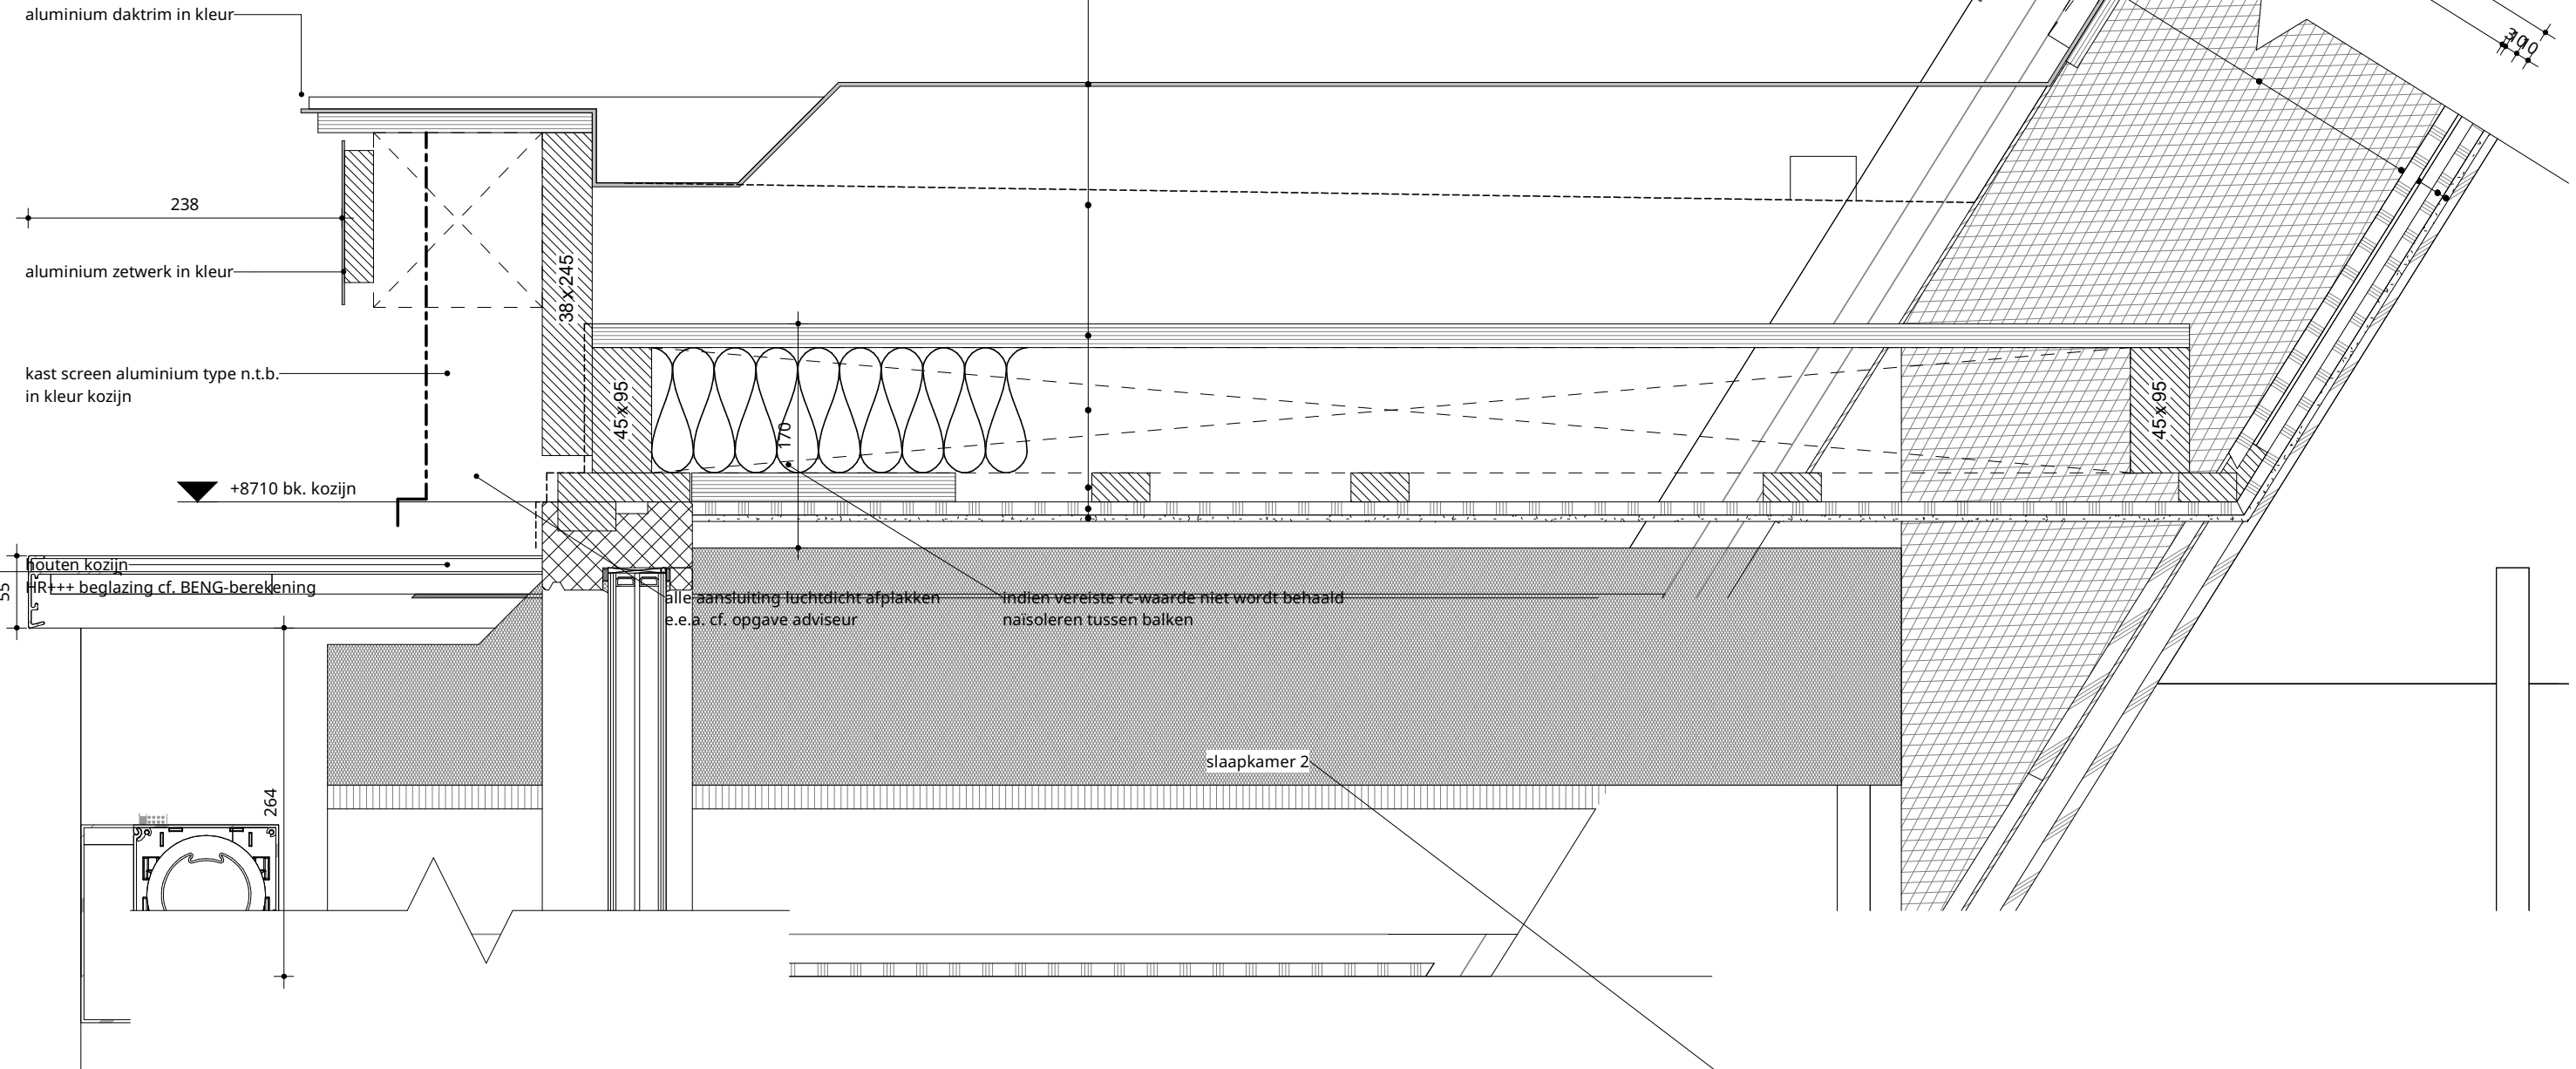 aluminium daktrim in kleur
3010
238
aluminium zetwerk in kleur
38x245
kast screen aluminium type n.t.b.
in kleur kozijn
45x95
170
45x95
+8710 bk. kozijn
houten kozijn
HR+++ beglazing cf. BENG-berekening
55
alle aansluiting luchtdicht afplakken
e.e.a. cf. opgave adviseur
indien vereiste rc-waarde niet wordt behaald
naisoleren tussen balken
slaapkamer 2
264